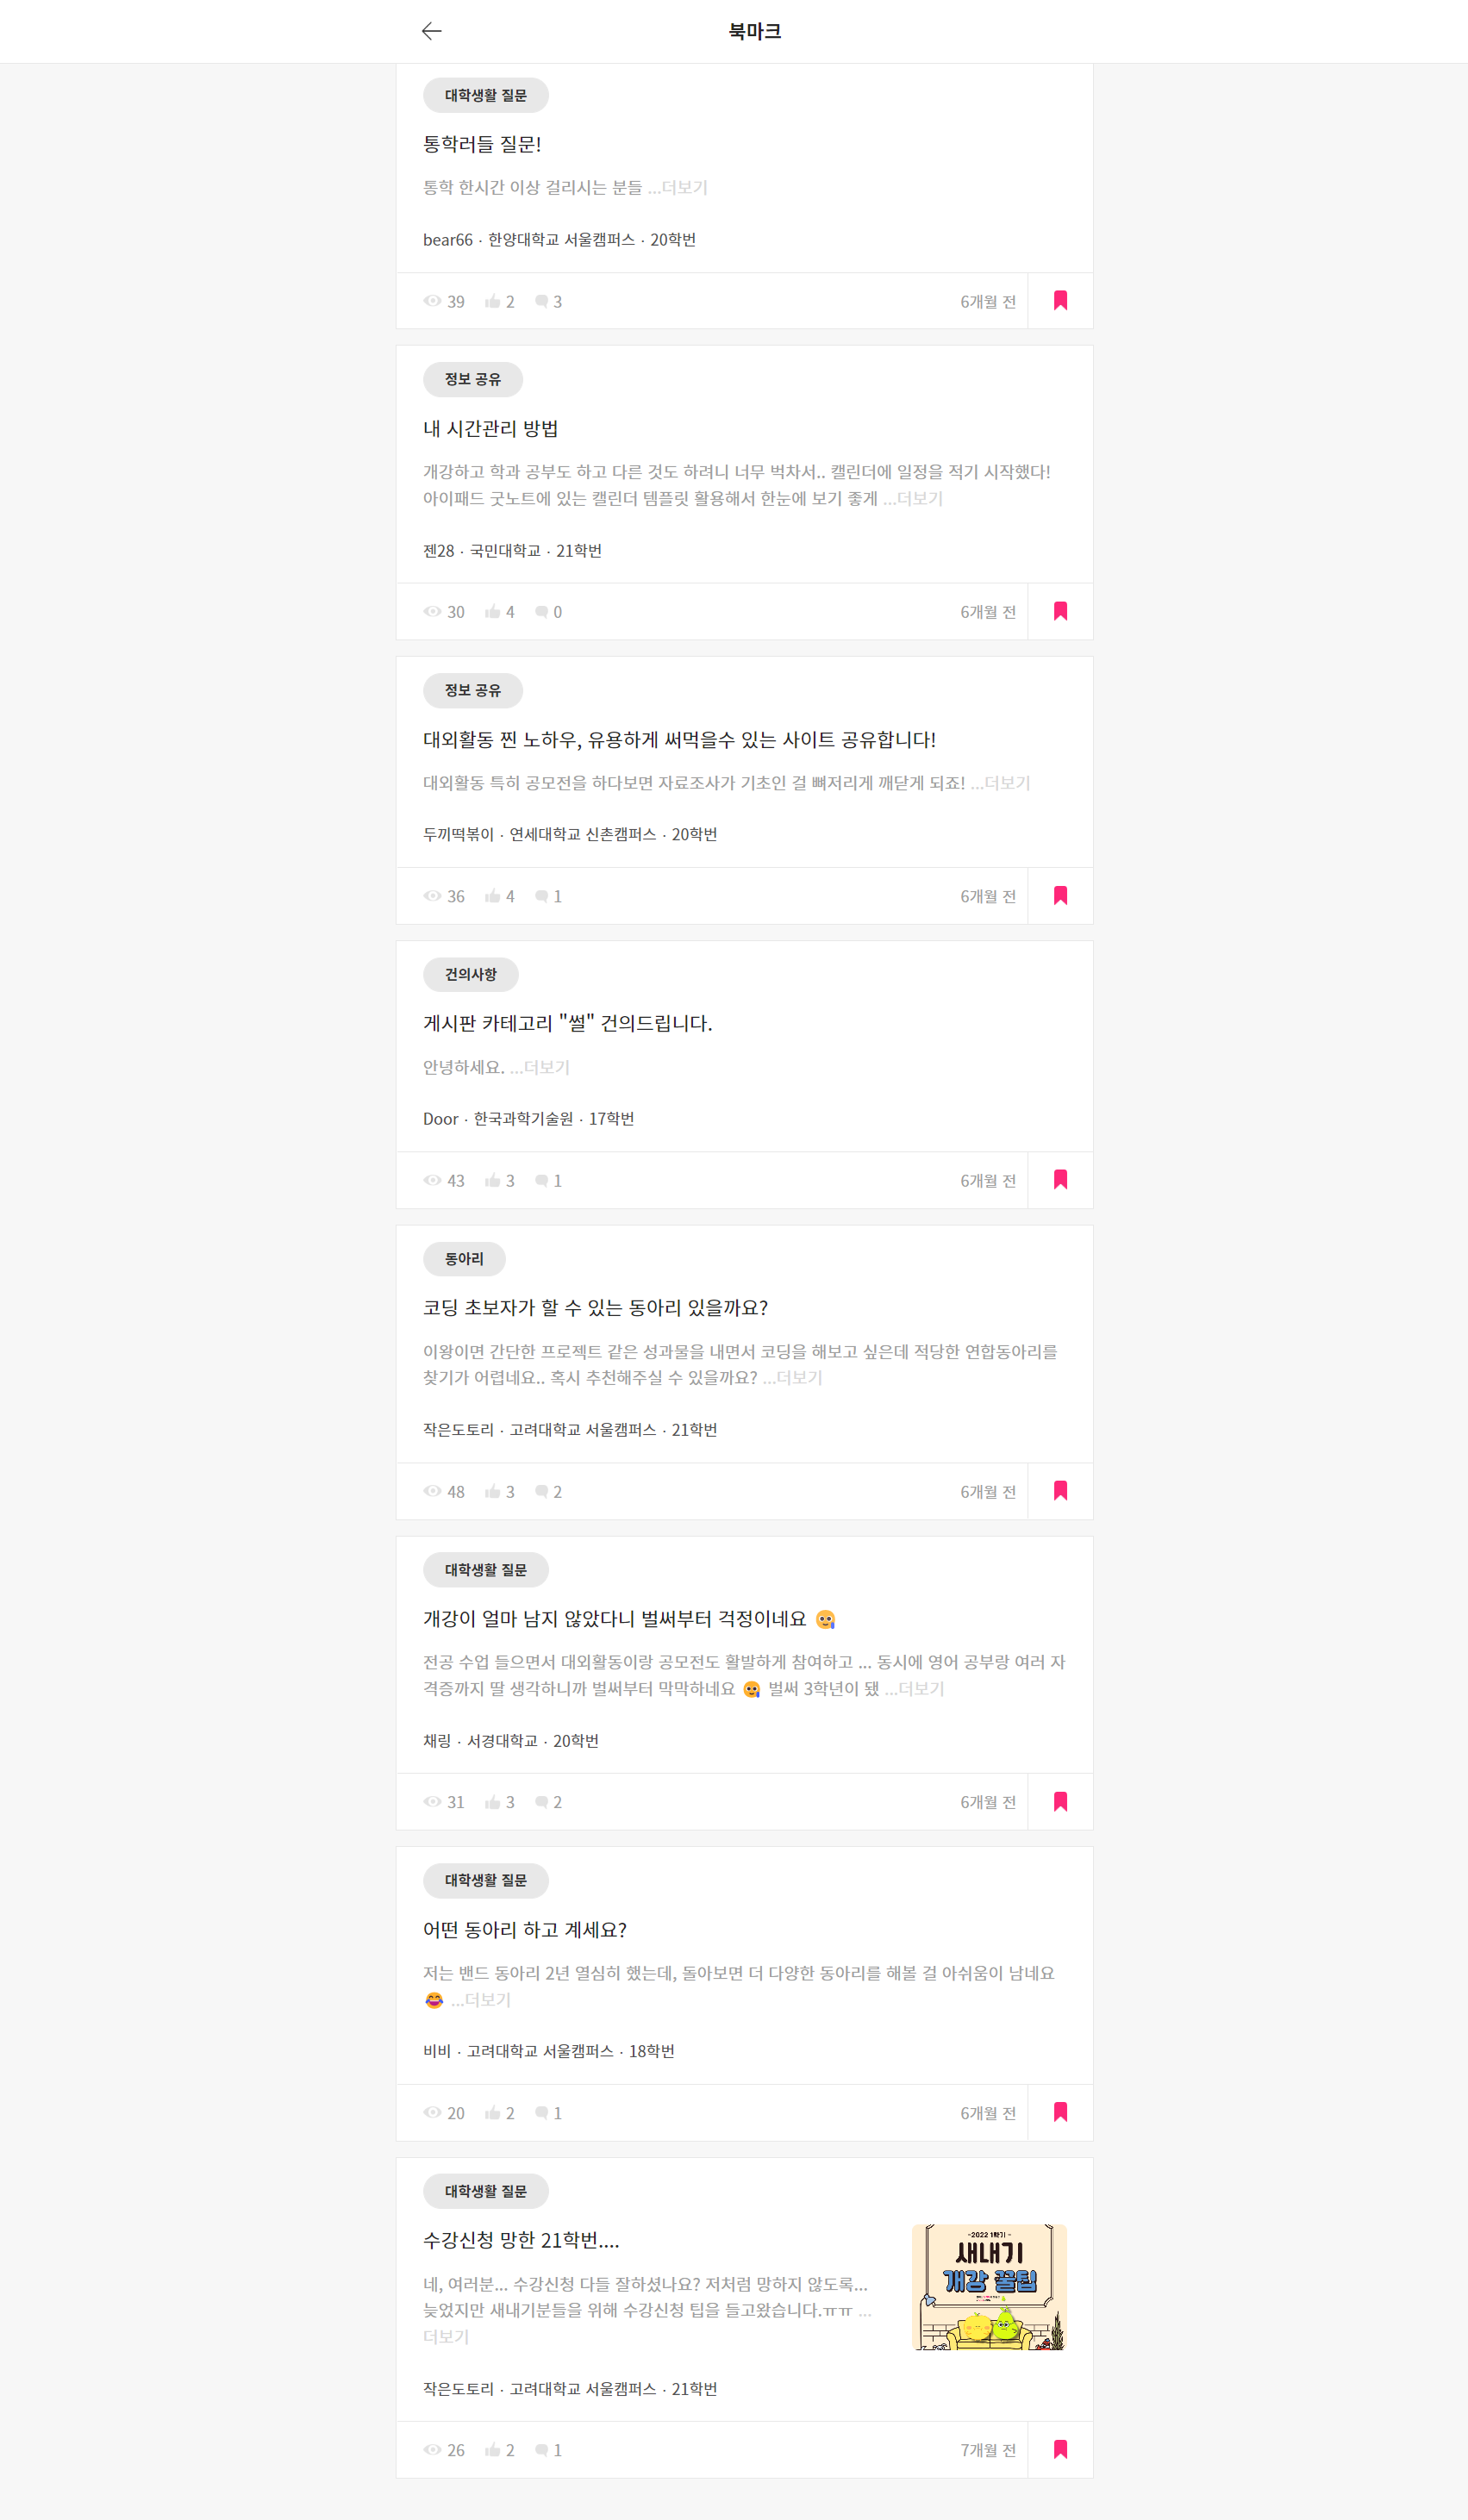 북마크
대학생활 질문
통학러들 질문!
통학 한시간 이상 걸리시는 분들 ...더보기
bear66 · 한양대학교 서울캠퍼스 · 20학번
39 2 3 6개월 전
정보 공유
내 시간관리 방법
개강하고 학과 공부도 하고 다른 것도 하려니 너무 벅차서.. 캘린더에 일정을 적기 시작했다!
아이패드 굿노트에 있는 캘린더 템플릿 활용해서 한눈에 보기 좋게 ...더보기
젠28 · 국민대학교 · 21학번
30 4 0 6개월 전
정보 공유
대외활동 찐 노하우, 유용하게 써먹을수 있는 사이트 공유합니다!
대외활동 특히 공모전을 하다보면 자료조사가 기초인 걸 뼈저리게 깨닫게 되죠! ...더보기
두끼떡볶이 · 연세대학교 신촌캠퍼스 · 20학번
36 4 1 6개월 전
건의사항
게시판 카테고리 "썰" 건의드립니다.
안녕하세요. ...더보기
Door · 한국과학기술원 · 17학번
43 3 1 6개월 전
동아리
코딩 초보자가 할 수 있는 동아리 있을까요?
이왕이면 간단한 프로젝트 같은 성과물을 내면서 코딩을 해보고 싶은데 적당한 연합동아리를
찾기가 어렵네요.. 혹시 추천해주실 수 있을까요? ...더보기
작은도토리 · 고려대학교 서울캠퍼스 · 21학번
48 3 2 6개월 전
대학생활 질문
개강이 얼마 남지 않았다니 벌써부터 걱정이네요 🥲
전공 수업 들으면서 대외활동이랑 공모전도 활발하게 참여하고 ... 동시에 영어 공부랑 여러 자
격증까지 딸 생각하니까 벌써부터 막막하네요 🥲 벌써 3학년이 됐 ...더보기
채링 · 서경대학교 · 20학번
31 3 2 6개월 전
대학생활 질문
어떤 동아리 하고 계세요?
저는 밴드 동아리 2년 열심히 했는데, 돌아보면 더 다양한 동아리를 해볼 걸 아쉬움이 남네요
😂 ...더보기
비비 · 고려대학교 서울캠퍼스 · 18학번
20 2 1 6개월 전
대학생활 질문
수강신청 망한 21학번....
네, 여러분... 수강신청 다들 잘하셨나요? 저처럼 망하지 않도록...
늦었지만 새내기분들을 위해 수강신청 팁을 들고왔습니다.ㅠㅠ ...
더보기
-2022 1학기-
새내기
개강 꿀팁
작은도토리 · 고려대학교 서울캠퍼스 · 21학번
26 2 1 7개월 전